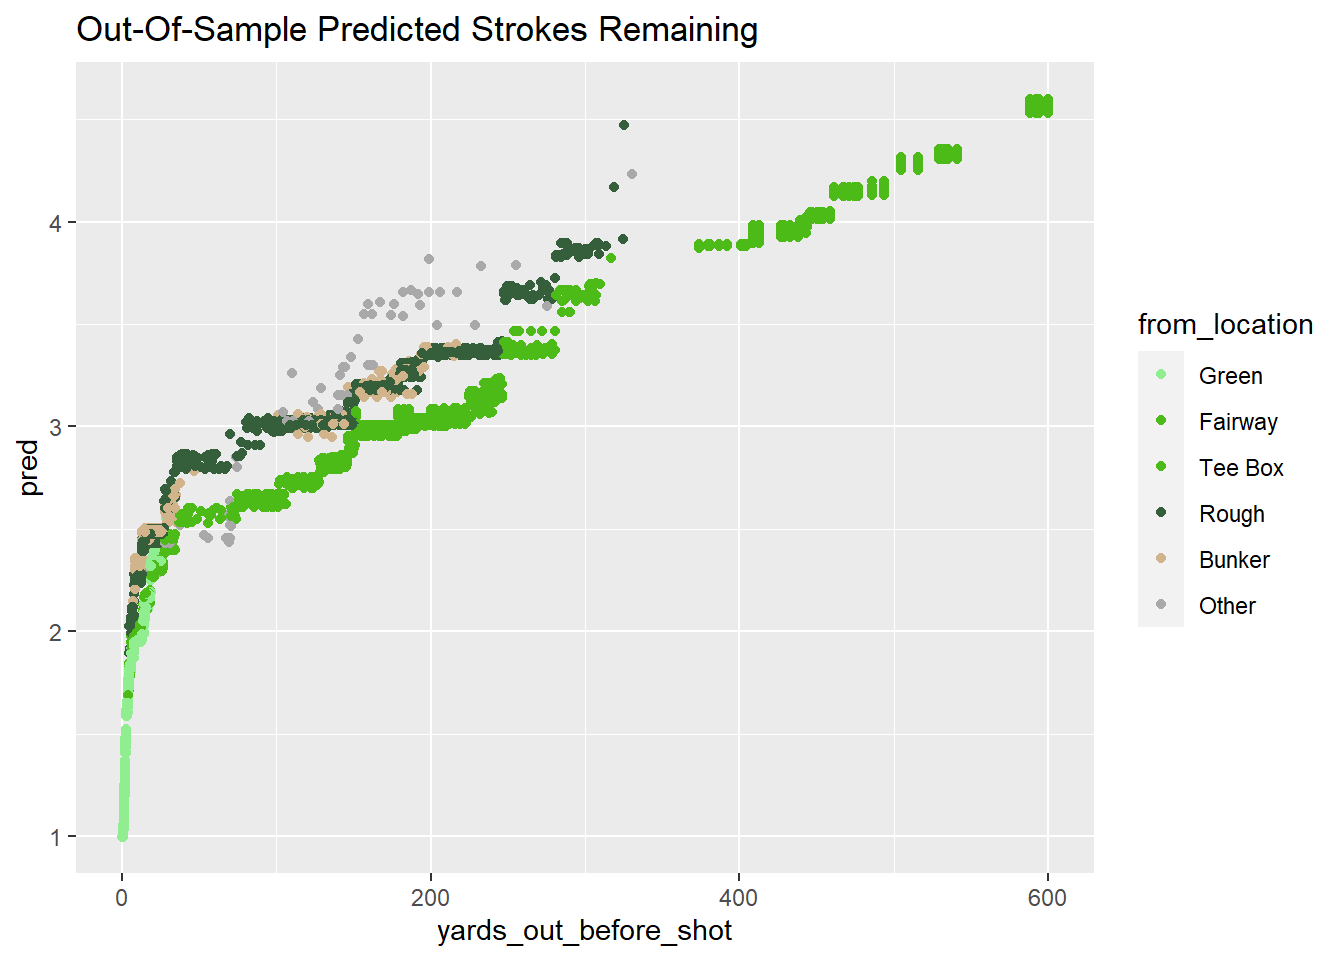 Out-Of-Sample Predicted Strokes Remaining
pred
4
3
2
1
0
200
400
600
yards_out_before_shot
from_location
Green
Fairway
Tee Box
Rough
Bunker
Other